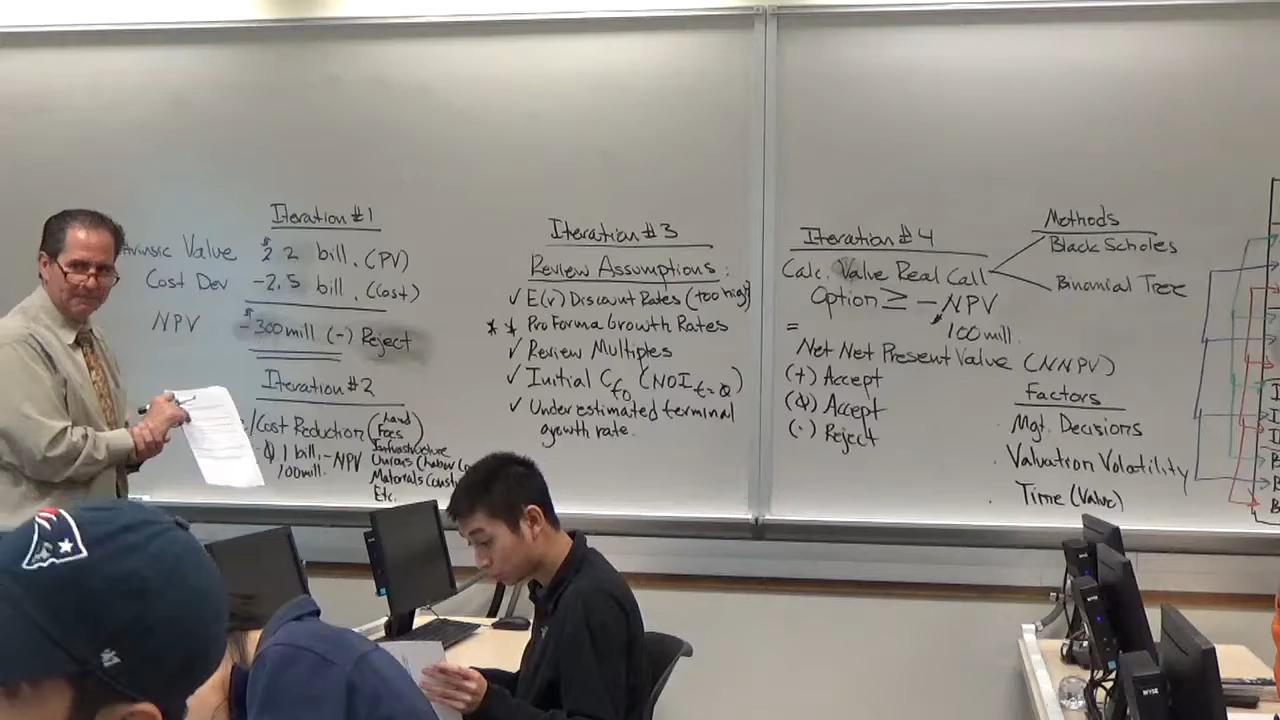 Iteration #1
Intrinsic Value $2.2 bill. (PV)
Cost Dev -2.5 bill. (Cost)
NPV $-300 mill (-) Reject
Iteration #2
/Cost Reduction (Land
Fees)
Infrastructure
- ∅ 1 bill, -NPV
100 mill.
Unions (Labor Co
Materials (Const
Etc.
Iteration #3
Review Assumptions:
✓ E(r) Discount Rates (too high)
** Pro Forma Growth Rates
✓ Review Multiples
✓ Initial Cf₀ (NOI t=∅)
✓ Underestimated terminal
growth rate.
Iteration #4
Calc. Value Real Call
Option ≥ -NPV
100 mill.
=
Net Net Present Value (NNPV)
(+) Accept
(∅) Accept
(-) Reject
Methods
Black Scholes
Binomial Tree
Factors
Mgt. Decisions
Valuation Volatility
Time (Value)
WYSE